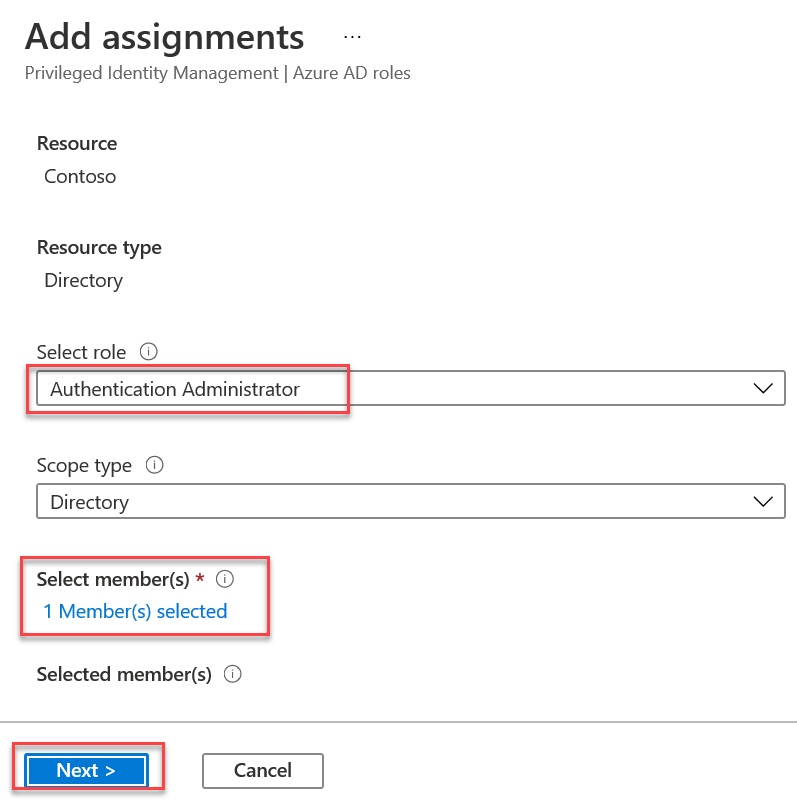 Add assignments ...
Privileged Identity Management | Azure AD roles
Resource
Contoso
Resource type
Directory
Select role
Authentication Administrator
Scope type
Directory
Select member(s) *
1 Member(s) selected
Selected member(s)
Next > Cancel